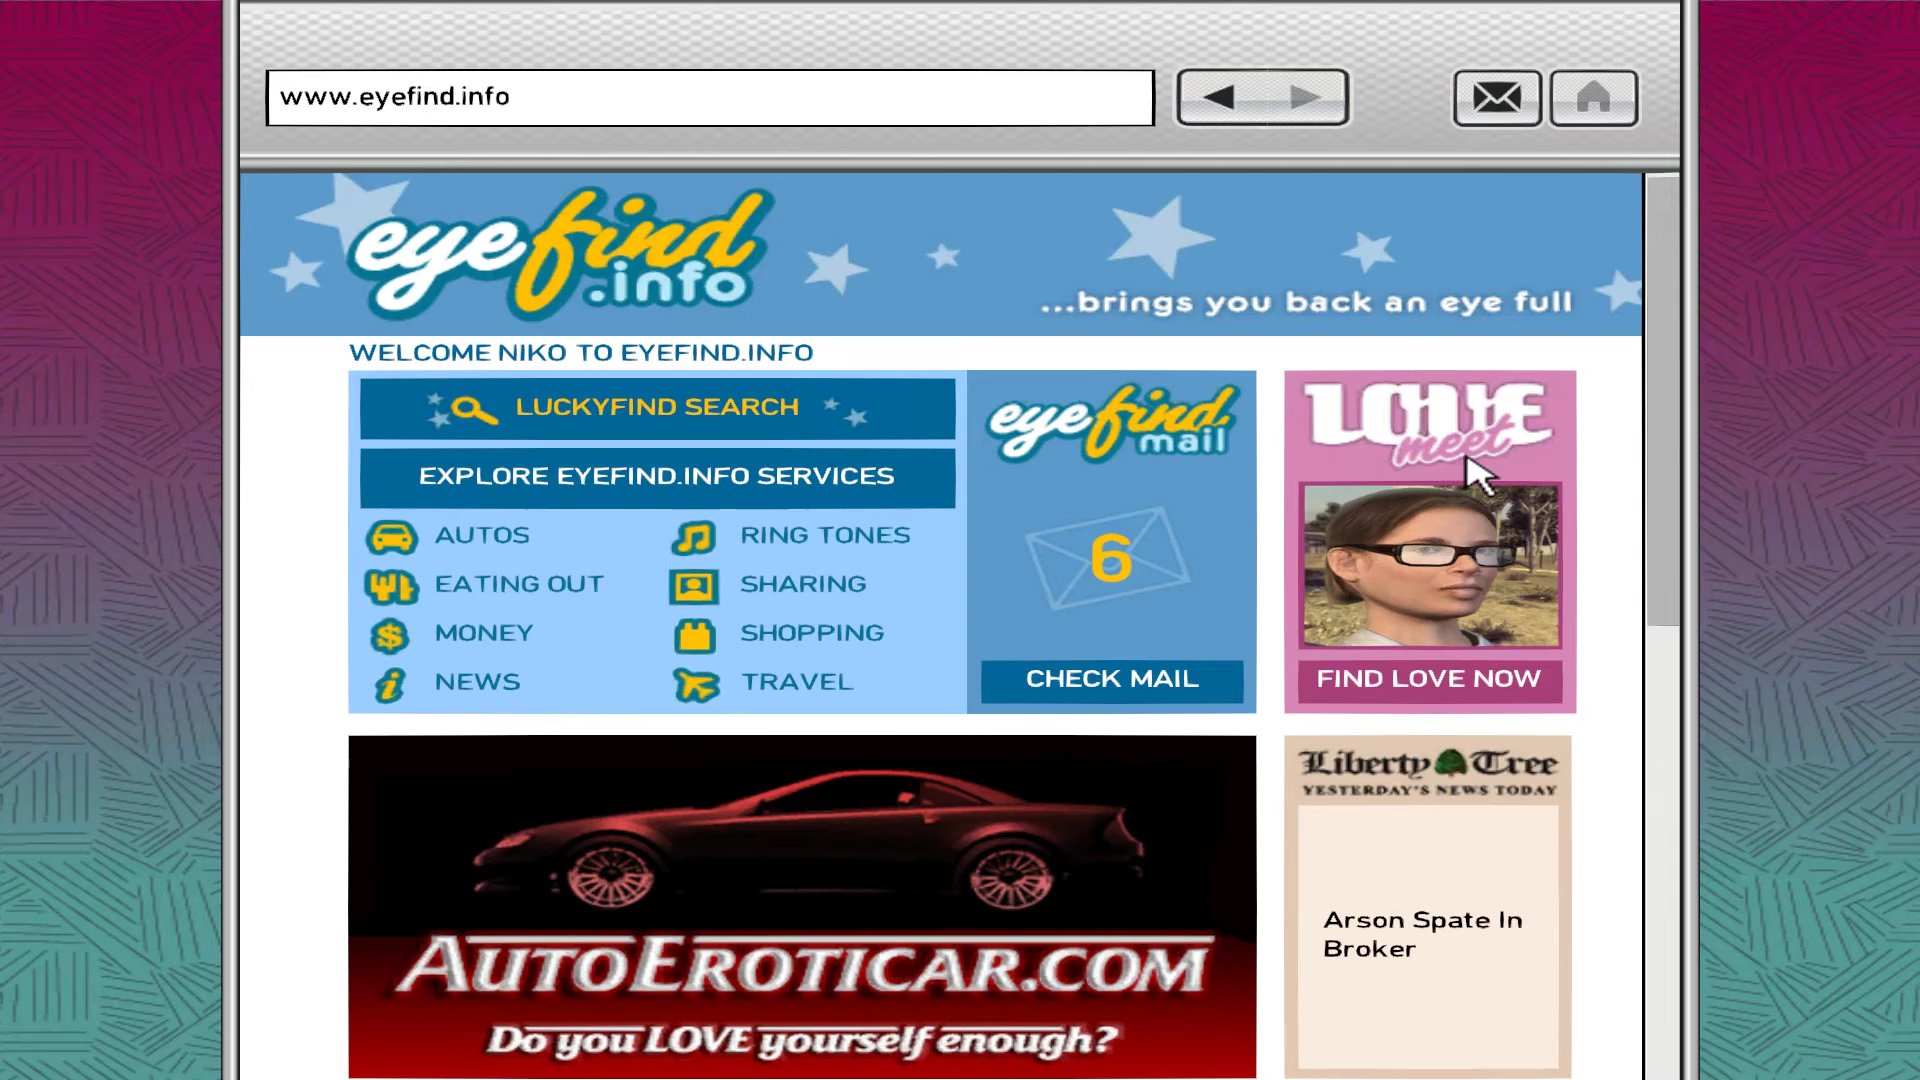 www.eyefind.info
eyefind
.info
...brings you back an eye full
WELCOME NIKO TO EYEFIND.INFO
LUCKYFIND SEARCH
EXPLORE EYEFIND.INFO SERVICES
AUTOS
RING TONES
EATING OUT
SHARING
MONEY
SHOPPING
NEWS
TRAVEL
eyefind
mail
6
CHECK MAIL
LOVE
meet
FIND LOVE NOW
AUTOEROTICAR.COM
Do you LOVE yourself enough?
Liberty Tree
YESTERDAY'S NEWS TODAY
Arson Spate In
Broker